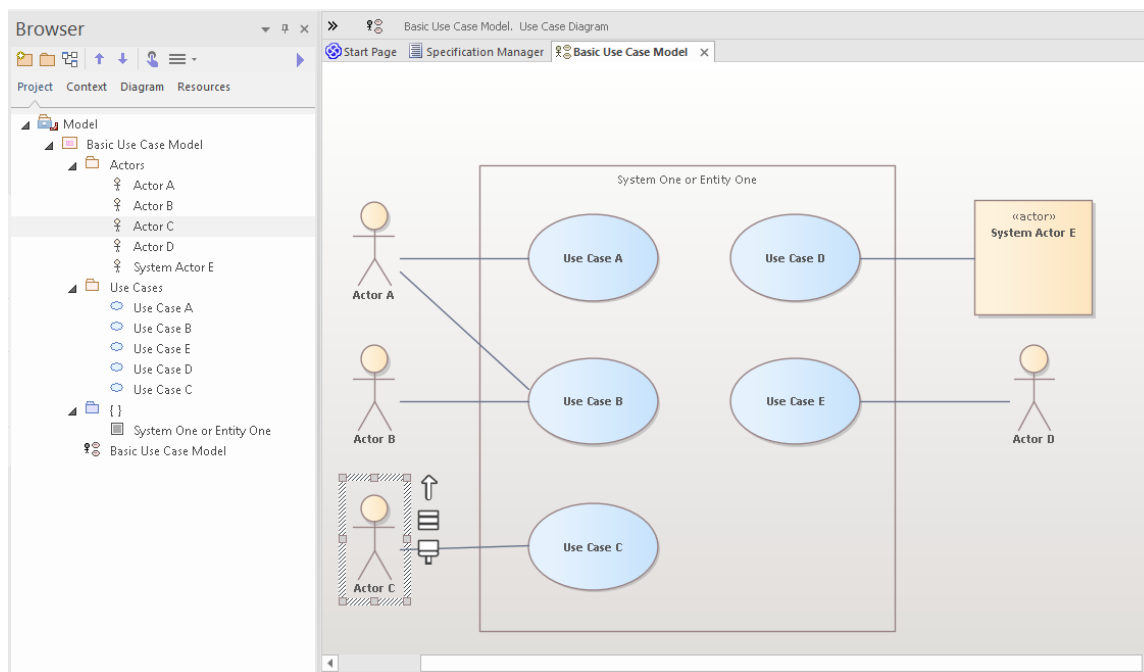 Browser
Project Context Diagram Resources
Model
Basic Use Case Model
Actors
Actor A
Actor B
Actor C
Actor D
System Actor E
Use Cases
Use Case A
Use Case B
Use Case E
Use Case D
Use Case C
{ }
System One or Entity One
Basic Use Case Model
Basic Use Case Model. Use Case Diagram
Start Page Specification Manager Basic Use Case Model
System One or Entity One
Actor A
Use Case A
Use Case D
«actor»
System Actor E
Actor B
Use Case B
Use Case E
Actor D
Actor C
Use Case C